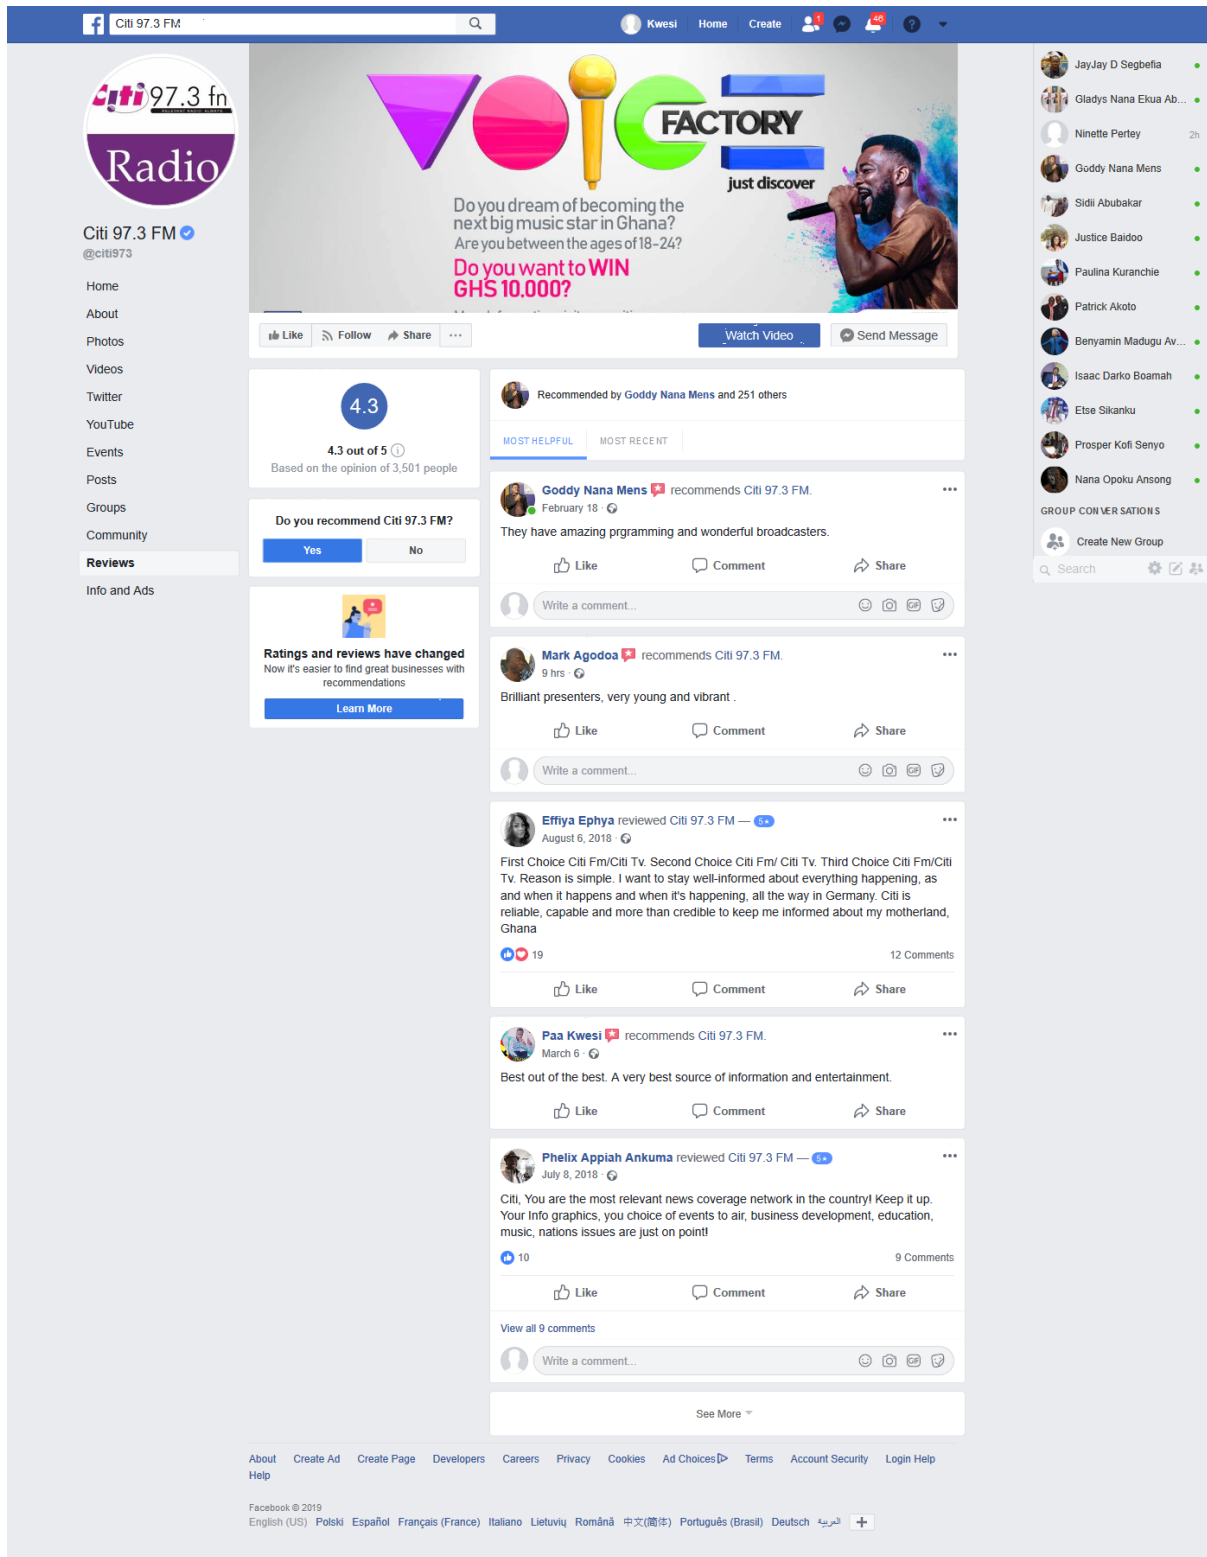 Citi 97.3 FM
Kwesi Home Create 1 46
citi 97.3 fm
RELEVANT RADIO ALWAYS
Radio
Citi 97.3 FM
@citi973
Home
About
Photos
Videos
Twitter
YouTube
Events
Posts
Groups
Community
Reviews
Info and Ads
VOICE
FACTORY
just discover
Do you dream of becoming the
next big music star in Ghana?
Are you between the ages of 18-24?
Do you want to WIN
GHS 10,000?
Like Follow Share
Watch Video
Send Message
4.3
4.3 out of 5
Based on the opinion of 3,501 people
Do you recommend Citi 97.3 FM?
Yes No
Ratings and reviews have changed
Now it's easier to find great businesses with
recommendations
Learn More
Recommended by Goddy Nana Mens and 251 others
MOST HELPFUL MOST RECENT
Goddy Nana Mens recommends Citi 97.3 FM.
February 18 ·
They have amazing prgramming and wonderful broadcasters.
Like Comment Share
Write a comment... GIF
Mark Agodoa recommends Citi 97.3 FM.
9 hrs ·
Brilliant presenters, very young and vibrant .
Like Comment Share
Write a comment... GIF
Effiya Ephya reviewed Citi 97.3 FM — 5★
August 6, 2018 ·
First Choice Citi Fm/Citi Tv. Second Choice Citi Fm/ Citi Tv. Third Choice Citi Fm/Citi
Tv. Reason is simple. I want to stay well-informed about everything happening, as
and when it happens and when it's happening, all the way in Germany. Citi is
reliable, capable and more than credible to keep me informed about my motherland,
Ghana
19 12 Comments
Like Comment Share
Paa Kwesi recommends Citi 97.3 FM.
March 6 ·
Best out of the best. A very best source of information and entertainment.
Like Comment Share
Phelix Appiah Ankuma reviewed Citi 97.3 FM — 5★
July 8, 2018 ·
Citi, You are the most relevant news coverage network in the country! Keep it up.
Your Info graphics, you choice of events to air, business development, education,
music, nations issues are just on point!
10 9 Comments
Like Comment Share
View all 9 comments
Write a comment... GIF
See More
JayJay D Segbefia
Gladys Nana Ekua Ab...
Ninette Pertey 2h
Goddy Nana Mens
Sidii Abubakar
Justice Baidoo
Paulina Kuranchie
Patrick Akoto
Benyamin Madugu Av...
Isaac Darko Boamah
Etse Sikanku
Prosper Kofi Senyo
Nana Opoku Ansong
GROUP CONVERSATIONS
Create New Group
Search
About Create Ad Create Page Developers Careers Privacy Cookies Ad Choices Terms Account Security Login Help
Help
Facebook © 2019
English (US) Polski Español Français (France) Italiano Lietuvių Română 中文(简体) Português (Brasil) Deutsch العربية